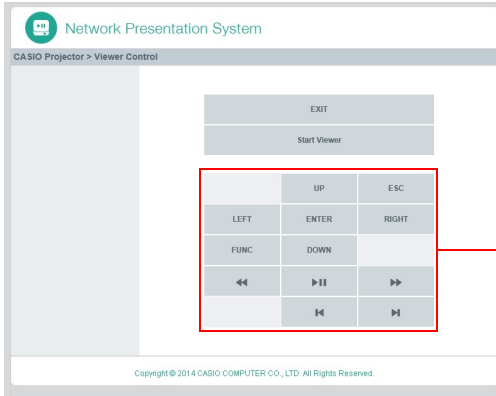 Network Presentation System
CASIO Projector > Viewer Control
EXIT
Start Viewer
UP ESC
LEFT ENTER RIGHT
FUNC DOWN
Copyright © 2014 CASIO COMPUTER CO., LTD. All Rights Reserved.